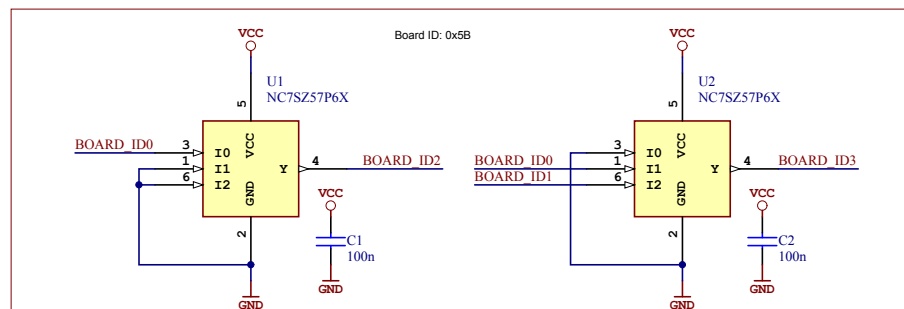 Board ID: 0x5B
VCC
U1
NC7SZ57P6X
5
VCC
BOARD_ID0
3
I0
1
I1
6
I2
Y
4
BOARD_ID2
GND
2
VCC
C1
100n
GND
GND
VCC
U2
NC7SZ57P6X
5
VCC
3
I0
BOARD_ID0
1
I1
BOARD_ID1
6
I2
Y
4
BOARD_ID3
GND
2
VCC
C2
100n
GND
GND